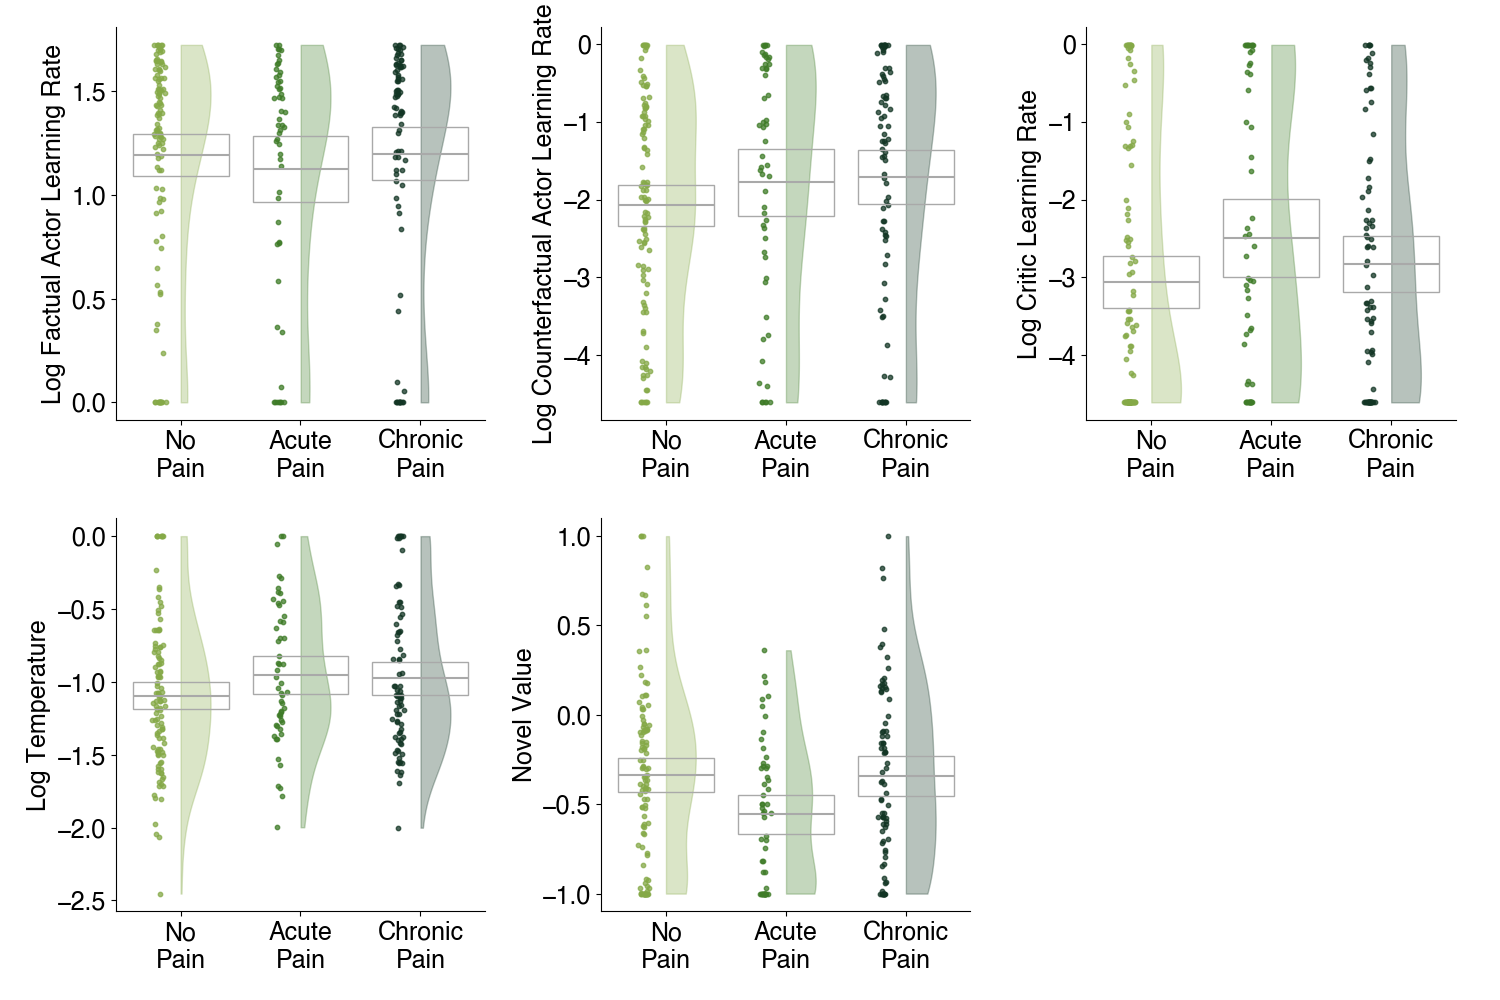 Log Factual Actor Learning Rate
1.5
1.0
0.5
0.0
No
Pain
Acute
Pain
Chronic
Pain
Log Counterfactual Actor Learning Rate
0
−1
−2
−3
−4
No
Pain
Acute
Pain
Chronic
Pain
Log Critic Learning Rate
0
−1
−2
−3
−4
No
Pain
Acute
Pain
Chronic
Pain
Log Temperature
0.0
−0.5
−1.0
−1.5
−2.0
−2.5
No
Pain
Acute
Pain
Chronic
Pain
Novel Value
1.0
0.5
0.0
−0.5
−1.0
No
Pain
Acute
Pain
Chronic
Pain